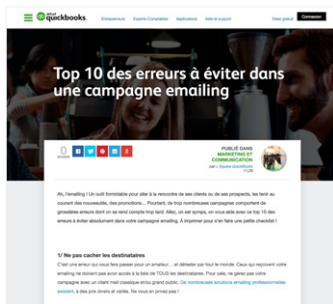 intuit
quickbooks.
Entrepreneurs Experts-Comptables Applications Aide et support
Essai gratuit Connexion
Top 10 des erreurs à éviter dans
une campagne emailing
0
SHARES
PUBLIÉ DANS
MARKETING ET
COMMUNICATION
par L'Equipe QuickBooks
Ah, l'emailing ! Un outil formidable pour aller à la rencontre de ses clients ou de ses prospects, les tenir au
courant des nouveautés, des promotions... Pourtant, de trop nombreuses campagnes comportent de
grossières erreurs dont on se rend compte trop tard. Allez, on est sympa, on vous aide avec ce top 10 des
erreurs à éviter absolument dans votre campagne emailing. À imprimer pour s'en faire une petite checklist !
1/ Ne pas cacher les destinataires
C'est une erreur qui vous fera passer pour un amateur... et détester par tout le monde. Ceux qui reçoivent votre
emailing ne doivent pas avoir accès à la liste de TOUS les destinataires. Pour cela, ne gérez pas votre
campagne avec un client mail classique et/ou grand public. De nombreuses solutions emailing professionnelles
existent, à des prix divers et variés. Ne vous en privez pas !